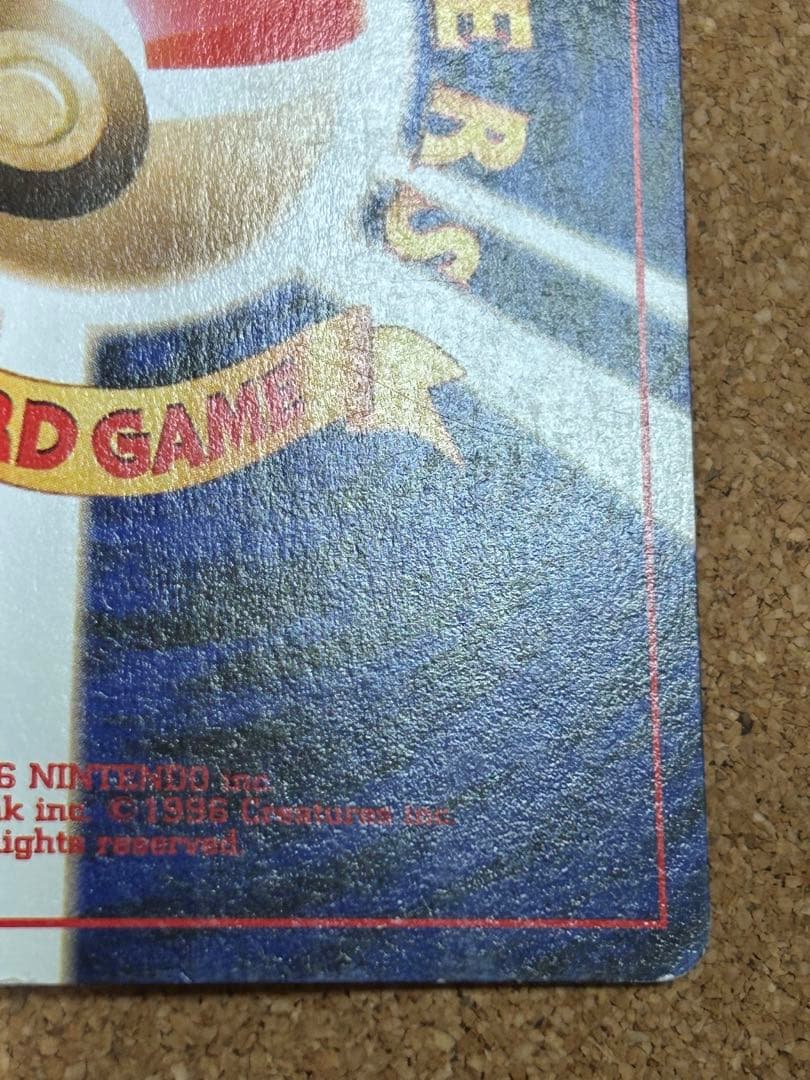 ERS
RD GAME
6 NINTENDO inc.
k inc. ©1996 Creatures inc.
ights reserved.